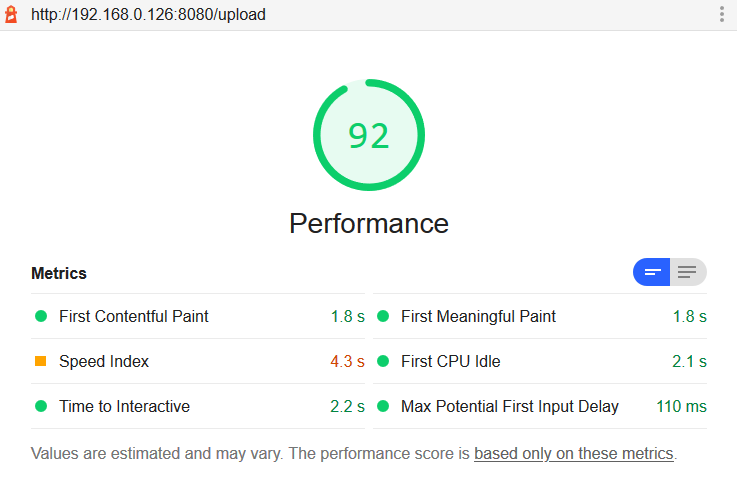 http://192.168.0.126:8080/upload
92
Performance
Metrics
First Contentful Paint 1.8 s
First Meaningful Paint 1.8 s
Speed Index 4.3 s
First CPU Idle 2.1 s
Time to Interactive 2.2 s
Max Potential First Input Delay 110 ms
Values are estimated and may vary. The performance score is based only on these metrics.